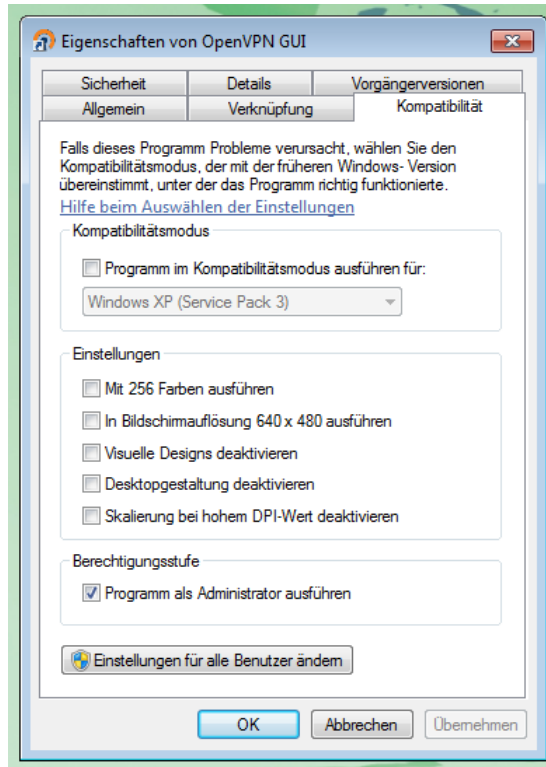 Eigenschaften von OpenVPN GUI
Sicherheit Details Vorgängerversionen
Allgemein Verknüpfung Kompatibilität
Falls dieses Programm Probleme verursacht, wählen Sie den
Kompatibilitätsmodus, der mit der früheren Windows- Version
übereinstimmt, unter der das Programm richtig funktionierte.
Hilfe beim Auswählen der Einstellungen
Kompatibilitätsmodus
Programm im Kompatibilitätsmodus ausführen für:
Windows XP (Service Pack 3)
Einstellungen
Mit 256 Farben ausführen
In Bildschirmauflösung 640 x 480 ausführen
Visuelle Designs deaktivieren
Desktopgestaltung deaktivieren
Skalierung bei hohem DPI-Wert deaktivieren
Berechtigungsstufe
Programm als Administrator ausführen
Einstellungen für alle Benutzer ändern
OK Abbrechen Übernehmen